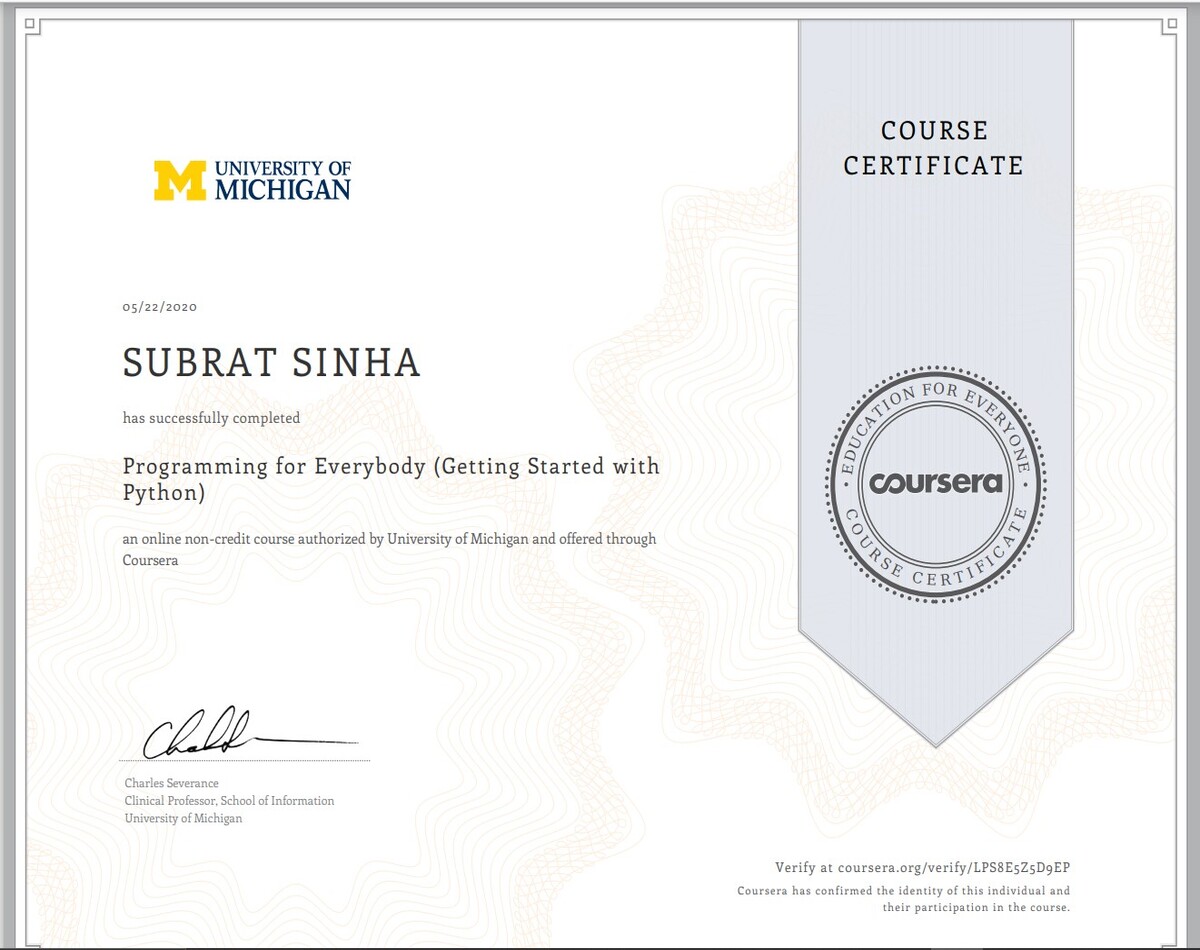 COURSE
CERTIFICATE
UNIVERSITY OF
MICHIGAN
05/22/2020
SUBRAT SINHA
has successfully completed
Programming for Everybody (Getting Started with
Python)
an online non-credit course authorized by University of Michigan and offered through
Coursera
EDUCATION FOR EVERYONE
coursera
COURSE CERTIFICATE
Charles Severance
Clinical Professor, School of Information
University of Michigan
Verify at coursera.org/verify/LPS8E5Z5D9EP
Coursera has confirmed the identity of this individual and
their participation in the course.